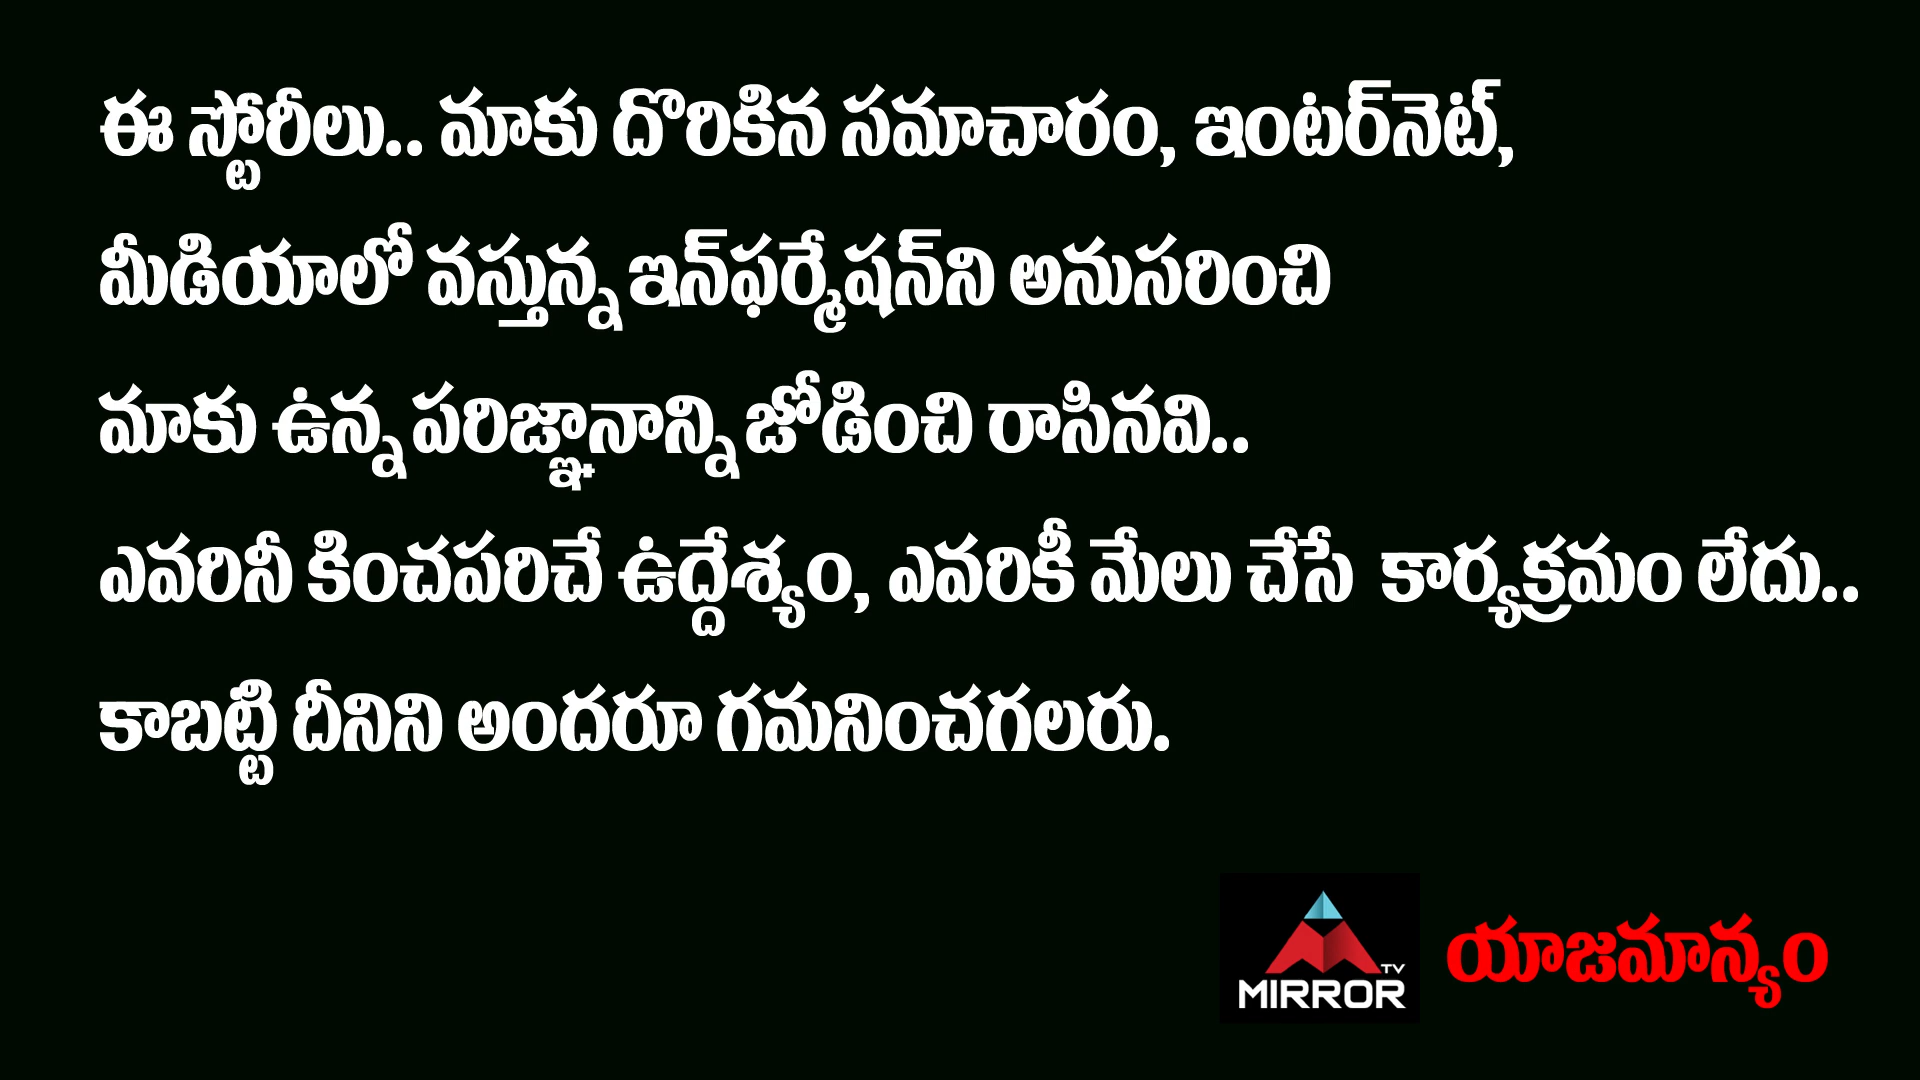 ఈ స్టోరీలు.. మాకు దొరికిన సమాచారం, ఇంటర్‌నెట్,
మీడియాలో వస్తున్న ఇన్‌ఫర్మేషన్‌ని అనుసరించి
మాకు ఉన్న పరిజ్ఞానాన్ని జోడించి రాసినవి..
ఎవరినీ కించపరిచే ఉద్దేశ్యం, ఎవరికీ మేలు చేసే కార్యక్రమం లేదు..
కాబట్టి దీనిని అందరూ గమనించగలరు.
TV
MIRROR
యాజమాన్యం